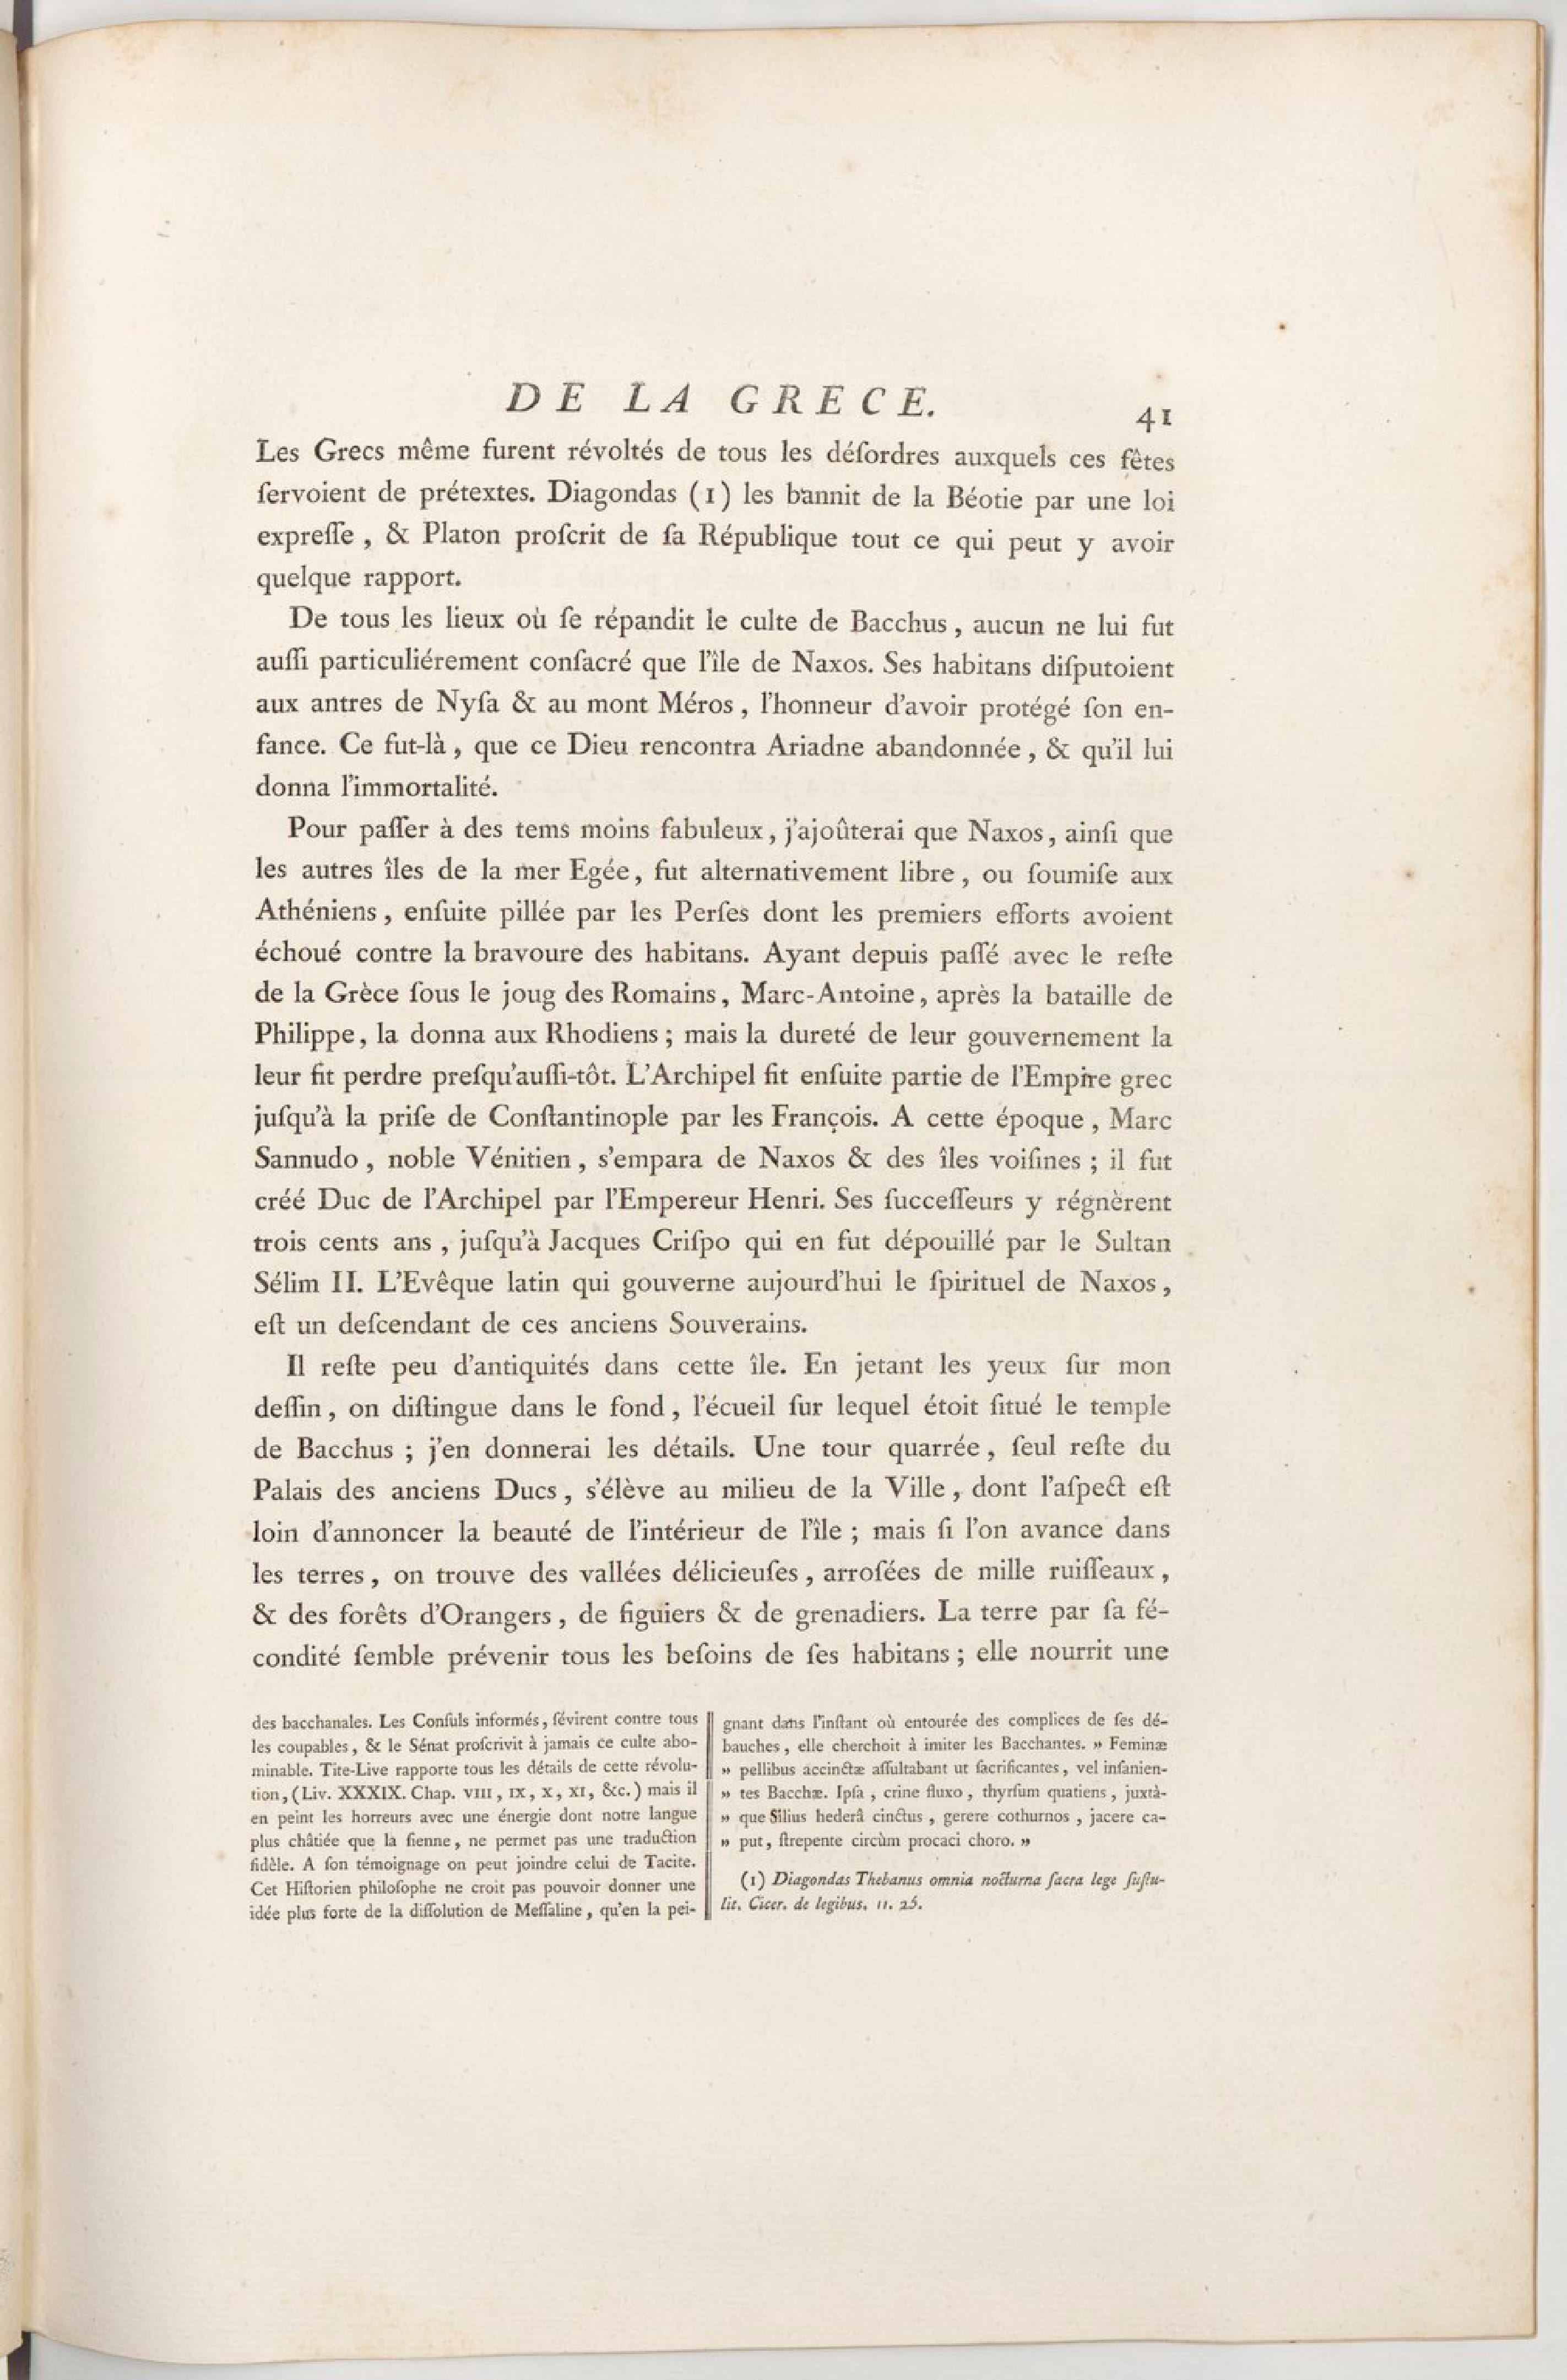 DE LA GRECE.
41
Les Grecs même furent révoltés de tous les déſordres auxquels ces fêtes
ſervoient de prétextes. Diagondas (1) les bannit de la Béotie par une loi
expreſſe , & Platon proſcrit de ſa République tout ce qui peut y avoir
quelque rapport.
De tous les lieux où ſe répandit le culte de Bacchus , aucun ne lui fut
auſſi particuliérement conſacré que l'île de Naxos. Ses habitans diſputoient
aux antres de Nyſa & au mont Méros , l'honneur d'avoir protégé ſon en-
fance. Ce fut-là , que ce Dieu rencontra Ariadne abandonnée , & qu'il lui
donna l'immortalité.
Pour paſſer à des tems moins fabuleux , j'ajoûterai que Naxos , ainſi que
les autres îles de la mer Egée , fut alternativement libre , ou ſoumiſe aux
Athéniens , enſuite pillée par les Perſes dont les premiers efforts avoient
échoué contre la bravoure des habitans. Ayant depuis paſſé avec le reſte
de la Grèce ſous le joug des Romains , Marc-Antoine , après la bataille de
Philippe , la donna aux Rhodiens ; mais la dureté de leur gouvernement la
leur fit perdre preſqu'auſſi-tôt. L'Archipel fit enſuite partie de l'Empire grec
juſqu'à la priſe de Conſtantinople par les François. A cette époque , Marc
Sannudo , noble Vénitien , s'empara de Naxos & des îles voiſines ; il fut
créé Duc de l'Archipel par l'Empereur Henri. Ses ſucceſſeurs y régnèrent
trois cents ans , juſqu'à Jacques Criſpo qui en fut dépouillé par le Sultan
Sélim II. L'Evêque latin qui gouverne aujourd'hui le ſpirituel de Naxos ,
eſt un deſcendant de ces anciens Souverains.
Il reſte peu d'antiquités dans cette île. En jetant les yeux ſur mon
deſſin , on diſtingue dans le fond , l'écueil ſur lequel étoit ſitué le temple
de Bacchus ; j'en donnerai les détails. Une tour quarrée , ſeul reſte du
Palais des anciens Ducs , s'élève au milieu de la Ville , dont l'aſpect eſt
loin d'annoncer la beauté de l'intérieur de l'île ; mais ſi l'on avance dans
les terres , on trouve des vallées délicieuſes , arroſées de mille ruiſſeaux ,
& des forêts d'Orangers , de figuiers & de grenadiers. La terre par ſa fé-
condité ſemble prévenir tous les beſoins de ſes habitans ; elle nourrit une
des bacchanales. Les Conſuls informés , ſévirent contre tous
les coupables , & le Sénat proſcrivit à jamais ce culte abo-
minable. Tite-Live rapporte tous les détails de cette révolu-
tion , (Liv. XXXIX. Chap. VIII , IX , X , XI , &c. ) mais il
en peint les horreurs avec une énergie dont notre langue
plus châtiée que la ſienne , ne permet pas une traduction
fidèle. A ſon témoignage on peut joindre celui de Tacite.
Cet Hiſtorien philoſophe ne croit pas pouvoir donner une
idée plus forte de la diſſolution de Meſſaline , qu'en la pei-
gnant dans l'inſtant où entourée des complices de ſes dé-
bauches , elle cherchoit à imiter les Bacchantes. » Feminæ
» pellibus accinctæ aſſultabant ut ſacrificantes , vel inſanien-
» tes Bacchæ. Ipſa , crine fluxo , thyrſum quatiens , juxtà-
» que Silius hederâ cinctus , gerere cothurnos , jacere ca-
» put , ſtrepente circùm procaci choro. »
(1) Diagondas Thebanus omnia nocturna ſacra lege ſuſtu-
lit. Cicer. de legibus. 11. 25.